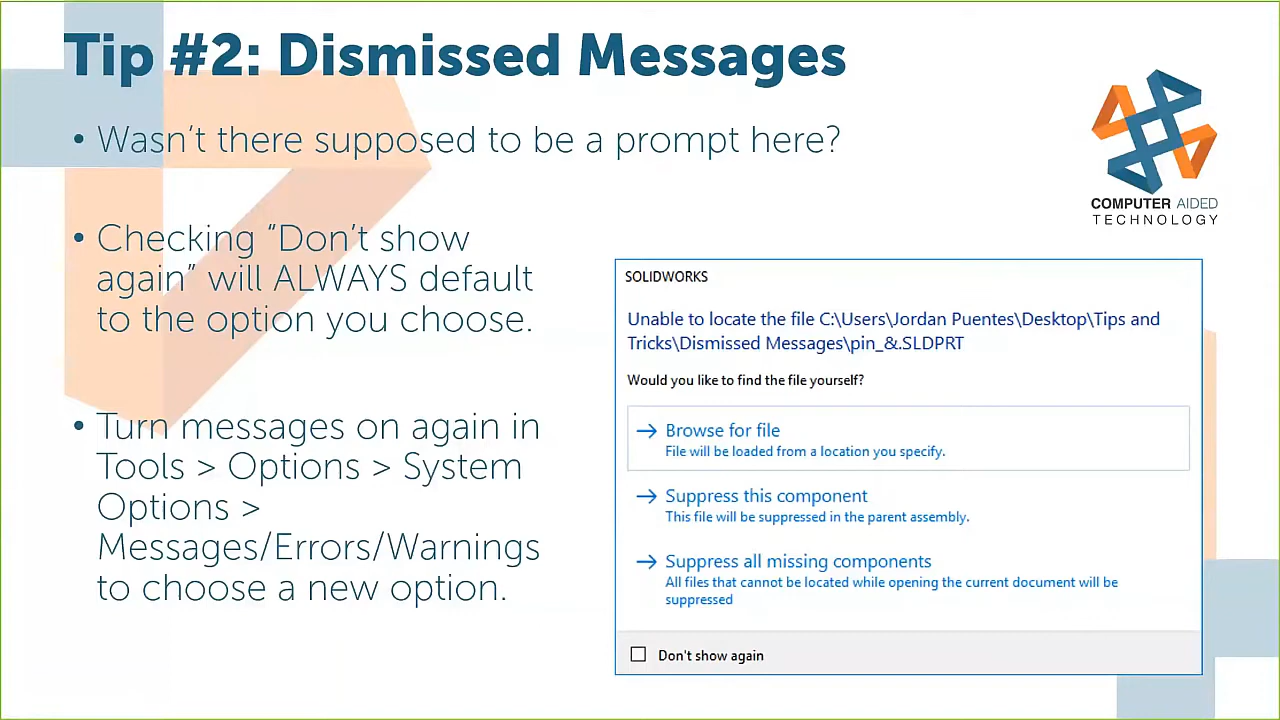 Tip #2: Dismissed Messages
• Wasn’t there supposed to be a prompt here?
COMPUTER AIDED
TECHNOLOGY
• Checking “Don’t show
again” will ALWAYS default
to the option you choose.
• Turn messages on again in
Tools > Options > System
Options >
Messages/Errors/Warnings
to choose a new option.
SOLIDWORKS
Unable to locate the file C:\Users\Jordan Puentes\Desktop\Tips and
Tricks\Dismissed Messages\pin_&.SLDPRT
Would you like to find the file yourself?
→ Browse for file
File will be loaded from a location you specify.
→ Suppress this component
This file will be suppressed in the parent assembly.
→ Suppress all missing components
All files that cannot be located while opening the current document will be
suppressed
Don't show again